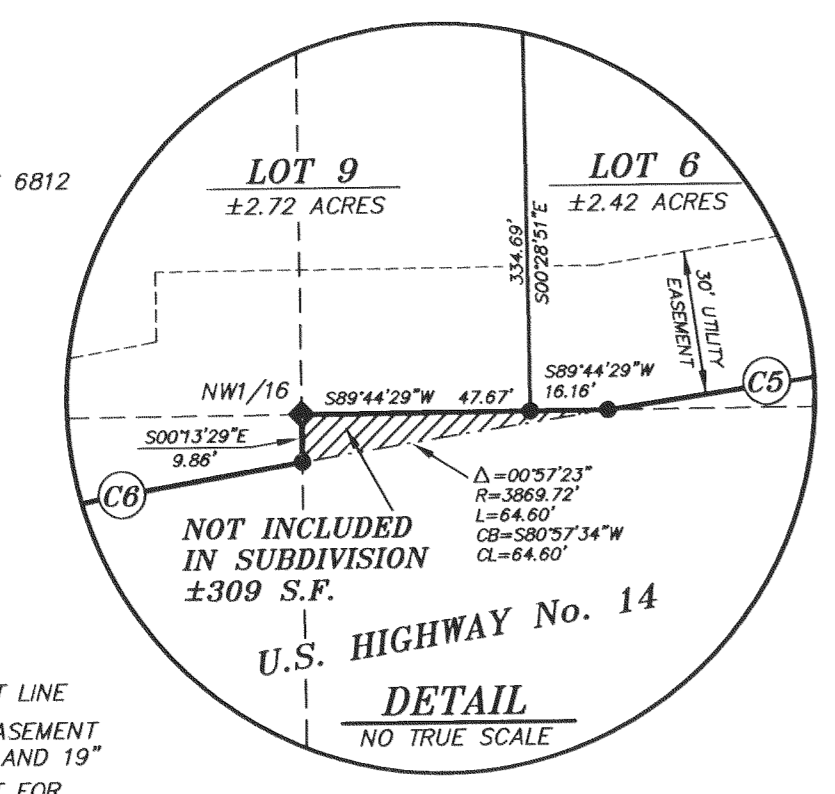 6812
LOT 9
±2.72 ACRES
LOT 6
±2.42 ACRES
334.69'
S00°28'51"E
30' UTILITY
EASEMENT
NW1/16
S89°44'29"W 47.67'
S89°44'29"W
16.16'
C5
S00°13'29"E
9.86'
C6
Δ=00°57'23"
R=3869.72'
L=64.60'
CB=S80°57'34"W
CL=64.60'
NOT INCLUDED
IN SUBDIVISION
±309 S.F.
U.S. HIGHWAY No. 14
DETAIL
NO TRUE SCALE
T LINE
ASEMENT
AND 19"
T FOR